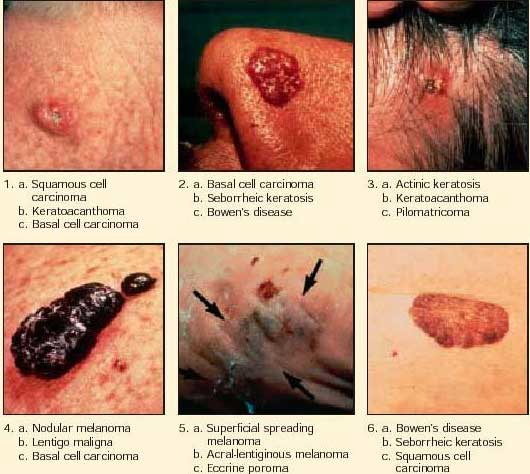 1. a. Squamous cell
carcinoma
b. Keratoacanthoma
c. Basal cell carcinoma
2. a. Basal cell carcinoma
b. Seborrheic keratosis
c. Bowen's disease
3. a. Actinic keratosis
b. Keratoacanthoma
c. Pilomatricoma
4. a. Nodular melanoma
b. Lentigo maligna
c. Basal cell carcinoma
5. a. Superficial spreading
melanoma
b. Acral-lentiginous melanoma
c. Eccrine poroma
6. a. Bowen's disease
b. Seborrheic keratosis
c. Squamous cell
carcinoma